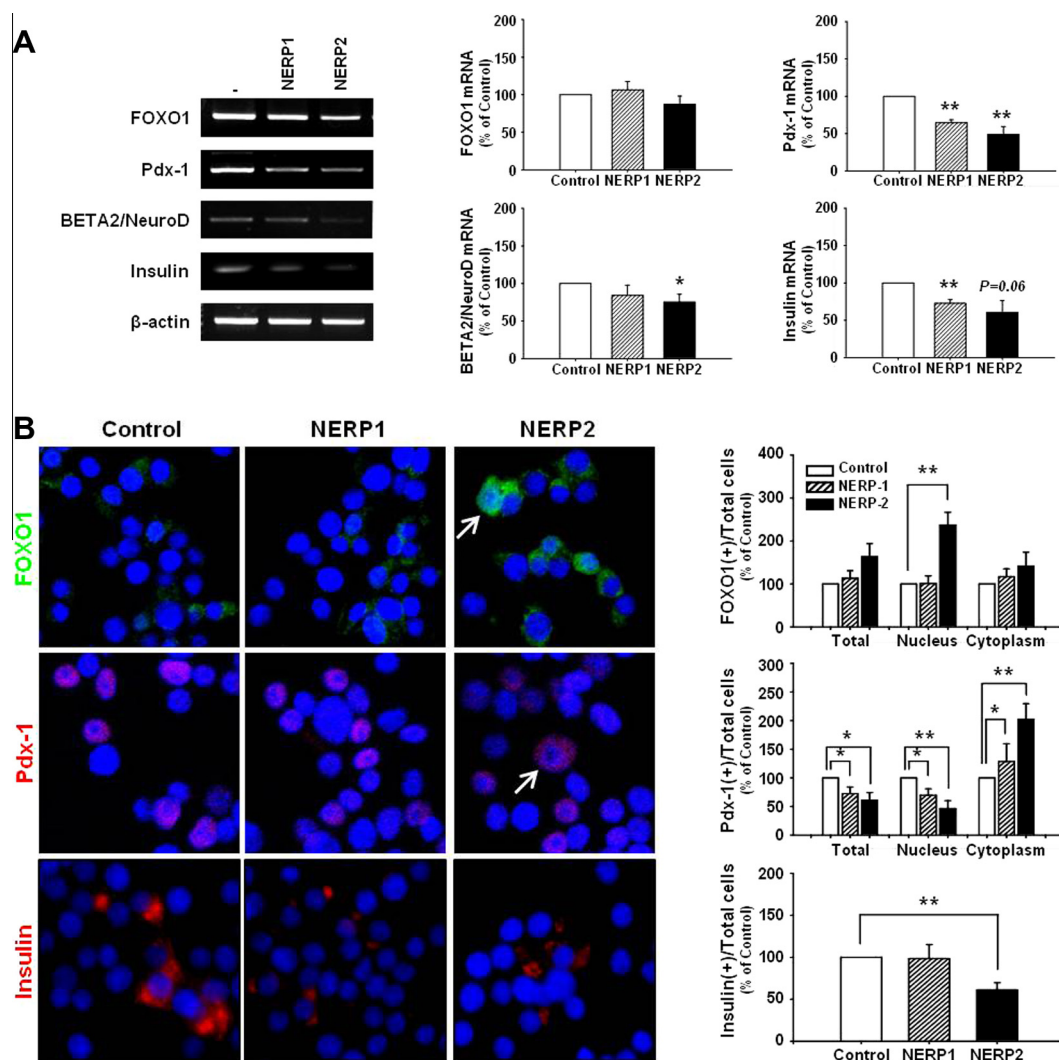 A
-
NERP1
NERP2
FOXO1
Pdx-1
BETA2/NeuroD
Insulin
β-actin
FOXO1 mRNA
(% of Control)
200
150
100
50
0
Control NERP1 NERP2
Pdx-1 mRNA
(% of Control)
200
150
100
50
0
**
**
Control NERP1 NERP2
BETA2/NeuroD mRNA
(% of Control)
200
150
100
50
0
*
Control NERP1 NERP2
Insulin mRNA
(% of Control)
200
150
100
50
0
**
P=0.06
Control NERP1 NERP2
B
Control
NERP1
NERP2
FOXO1
Pdx-1
Insulin
FOXO1(+)/Total cells
(% of Control)
400
300
200
100
0
Control
NERP-1
NERP-2
**
Total Nucleus Cytoplasm
Pdx-1(+)/Total cells
(% of Control)
300
250
200
150
100
50
0
*
*
**
*
**
*
Total Nucleus Cytoplasm
Insulin(+)/Total cells
(% of Control)
200
150
100
50
0
**
Control NERP1 NERP2